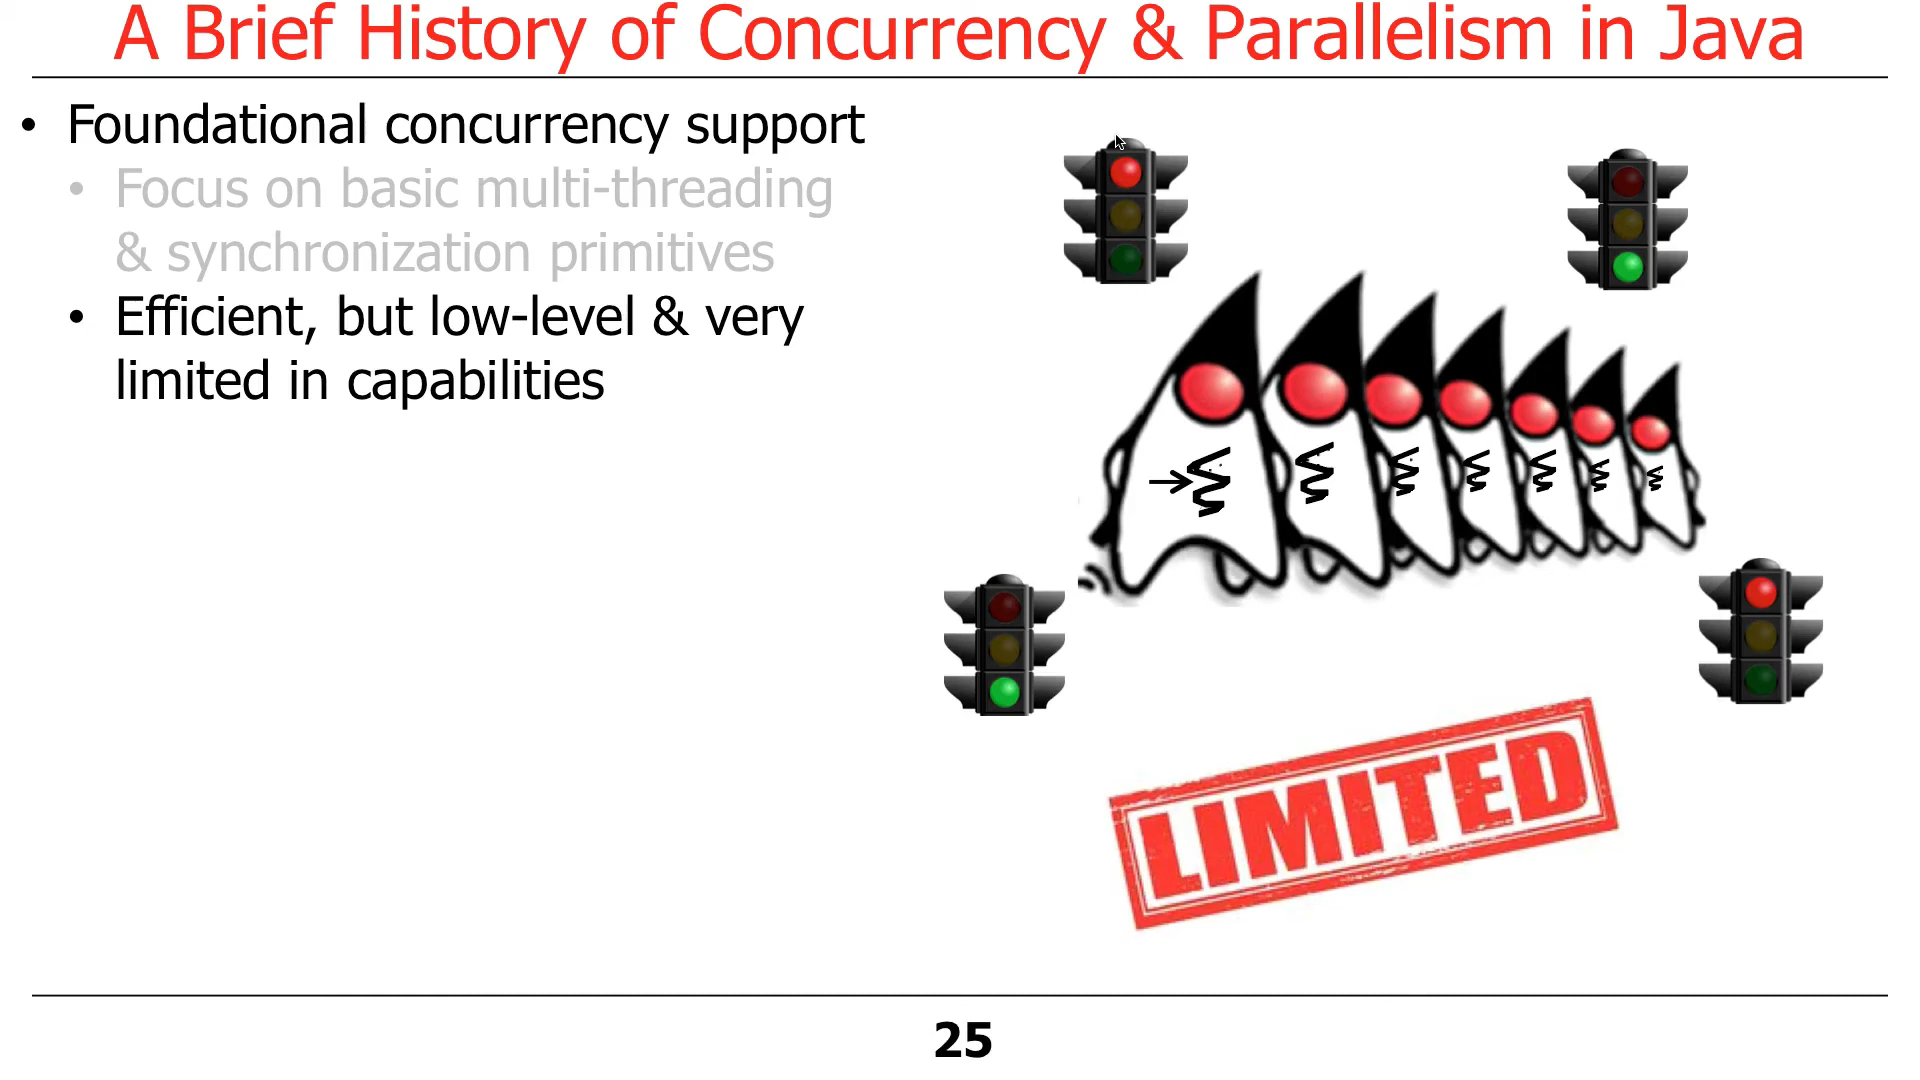 A Brief History of Concurrency & Parallelism in Java
• Foundational concurrency support
• Focus on basic multi-threading
& synchronization primitives
• Efficient, but low-level & very
limited in capabilities
LIMITED
25